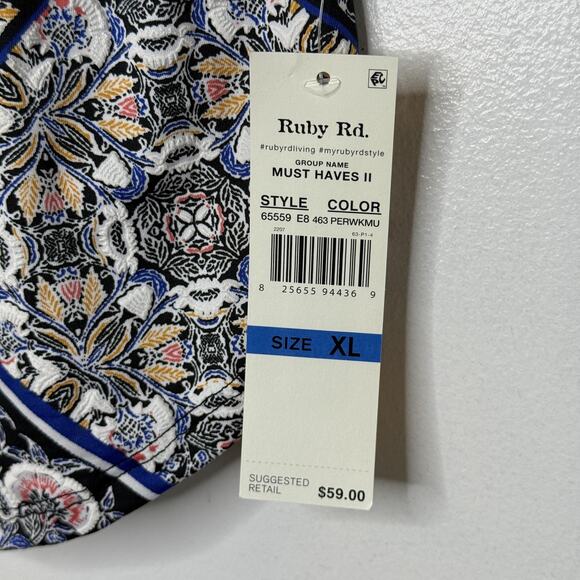 Ruby Rd.
#rubyrdliving #myrubyrdstyle
GROUP NAME
MUST HAVES II
STYLE COLOR
65559 E8 463 PERWKMU
2207 63-P1-4
8 25655 94436 9
SIZE XL
SUGGESTED
RETAIL $59.00